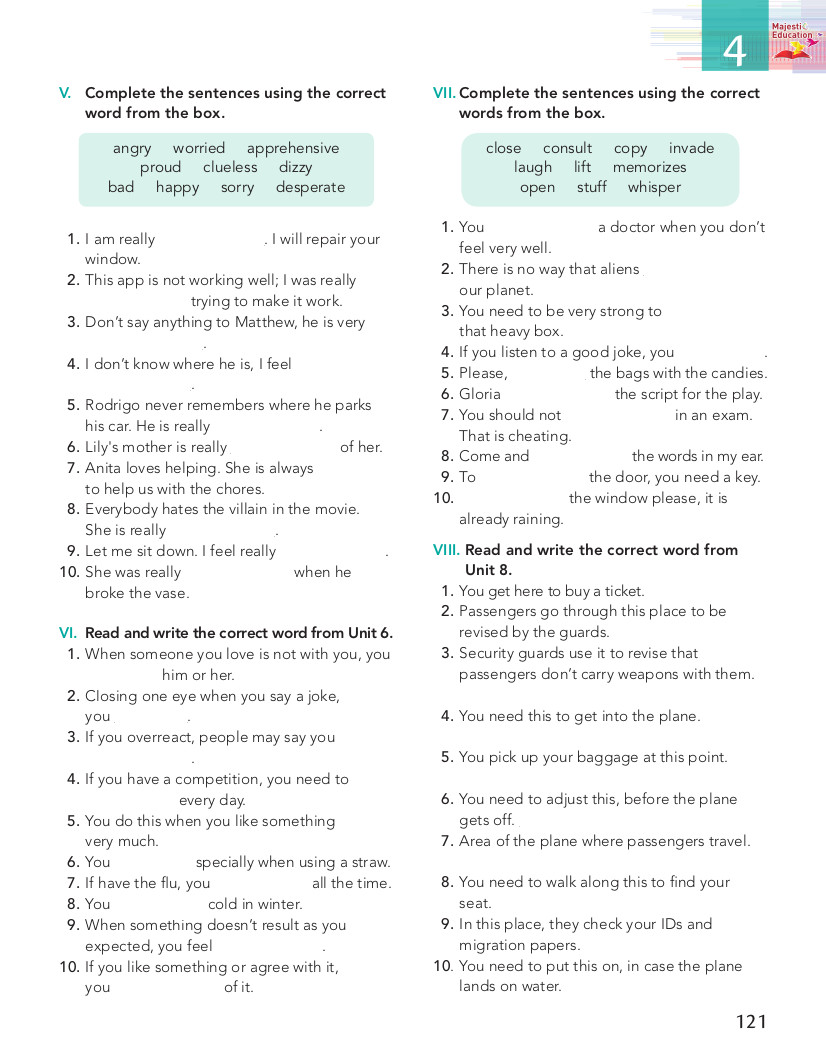 4
Majesti
Education
V. Complete the sentences using the correct
word from the box.
angry worried apprehensive
proud clueless dizzy
bad happy sorry desperate
1. I am really . I will repair your
window.
2. This app is not working well; I was really
trying to make it work.
3. Don't say anything to Matthew, he is very
.
4. I don't know where he is, I feel
.
5. Rodrigo never remembers where he parks
his car. He is really .
6. Lily's mother is really of her.
7. Anita loves helping. She is always
to help us with the chores.
8. Everybody hates the villain in the movie.
She is really .
9. Let me sit down. I feel really .
10. She was really when he
broke the vase.
VI. Read and write the correct word from Unit 6.
1. When someone you love is not with you, you
him or her.
2. Closing one eye when you say a joke,
you .
3. If you overreact, people may say you
.
4. If you have a competition, you need to
every day.
5. You do this when you like something
very much.
6. You specially when using a straw.
7. If have the flu, you all the time.
8. You cold in winter.
9. When something doesn't result as you
expected, you feel .
10. If you like something or agree with it,
you of it.
VII. Complete the sentences using the correct
words from the box.
close consult copy invade
laugh lift memorizes
open stuff whisper
1. You a doctor when you don't
feel very well.
2. There is no way that aliens
our planet.
3. You need to be very strong to
that heavy box.
4. If you listen to a good joke, you .
5. Please, the bags with the candies.
6. Gloria the script for the play.
7. You should not in an exam.
That is cheating.
8. Come and the words in my ear.
9. To the door, you need a key.
10. the window please, it is
already raining.
VIII. Read and write the correct word from
Unit 8.
1. You get here to buy a ticket.
2. Passengers go through this place to be
revised by the guards.
3. Security guards use it to revise that
passengers don't carry weapons with them.
4. You need this to get into the plane.
5. You pick up your baggage at this point.
6. You need to adjust this, before the plane
gets off.
7. Area of the plane where passengers travel.
8. You need to walk along this to find your
seat.
9. In this place, they check your IDs and
migration papers.
10. You need to put this on, in case the plane
lands on water.
121